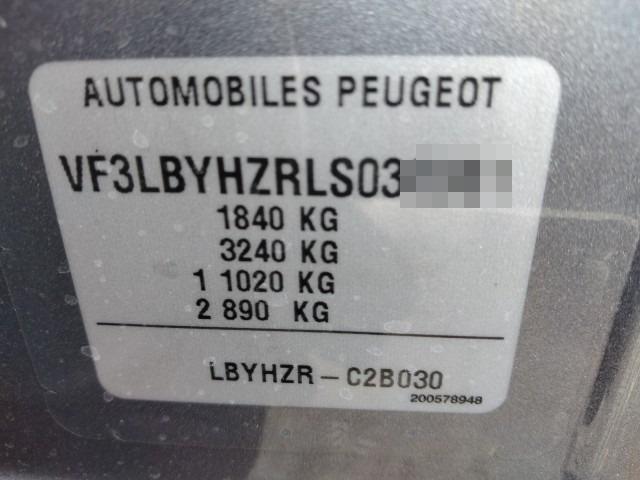 AUTOMOBILES PEUGEOT
VF3LBYHZRLS03
1840 KG
3240 KG
1 1020 KG
2 890 KG
LBYHZR-C2B030
200578948